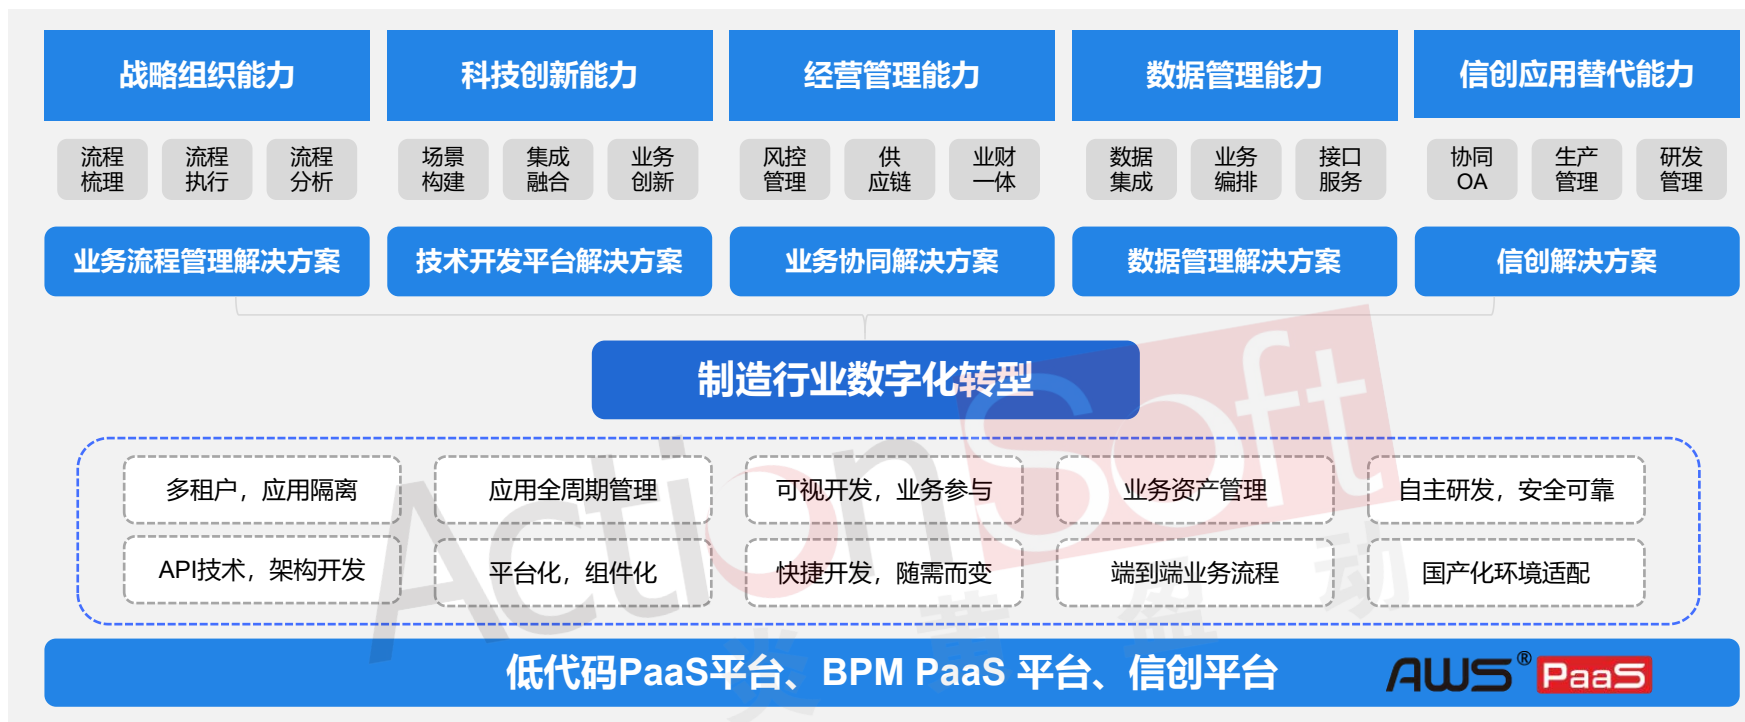 战略组织能力
科技创新能力
经营管理能力
数据管理能力
信创应用替代能力
流程
梳理
流程
执行
流程
分析
场景
构建
集成
融合
业务
创新
风控
管理
供
应链
业财
一体
数据
集成
业务
编排
接口
服务
协同
OA
生产
管理
研发
管理
业务流程管理解决方案
技术开发平台解决方案
业务协同解决方案
数据管理解决方案
信创解决方案
制造行业数字化转型
多租户，应用隔离
应用全周期管理
可视开发，业务参与
业务资产管理
自主研发，安全可靠
API技术，架构开发
平台化，组件化
快捷开发，随需而变
端到端业务流程
国产化环境适配
低代码PaaS平台、BPM PaaS 平台、信创平台
AWS® PaaS
ActionSoft